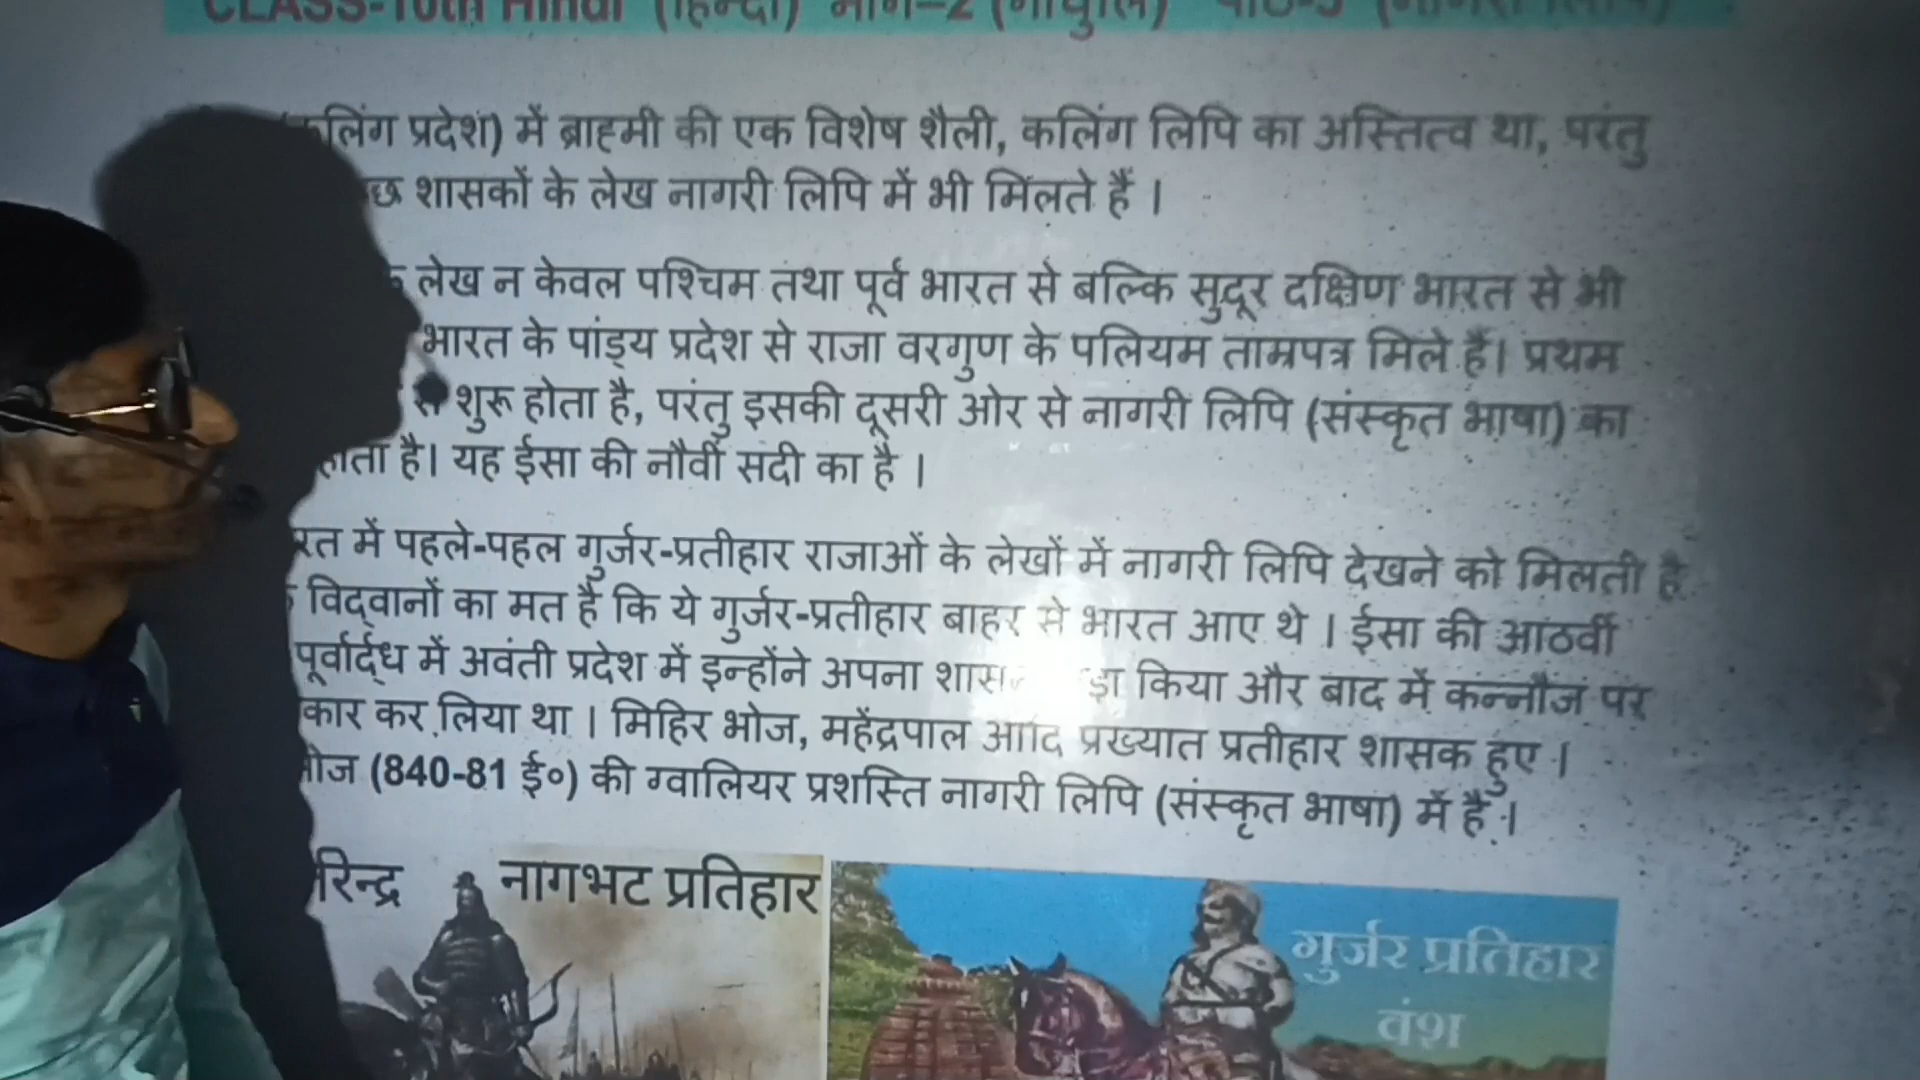 CLASS-10th Hindi (हिन्दी) भाग-2 (गोधूलि) पाठ-5 (नागरी लिपि)
प्रदेश) में ब्राह्मी की एक विशेष शैली, कलिंग लिपि का अस्तित्व था, परंतु
शासकों के लेख नागरी लिपि में भी मिलते हैं ।
लेख न केवल पश्चिम तथा पूर्व भारत से बल्कि सुदूर दक्षिण भारत से भी
भारत के पांड्य प्रदेश से राजा वरगुण के पलियम ताम्रपत्र मिले हैं। प्रथम
से शुरू होता है, परंतु इसकी दूसरी ओर से नागरी लिपि (संस्कृत भाषा) का
है। यह ईसा की नौवीं सदी का है ।
में पहले-पहल गुर्जर-प्रतीहार राजाओं के लेखों में नागरी लिपि देखने को मिलती है
विद्वानों का मत है कि ये गुर्जर-प्रतीहार बाहर से भारत आए थे । ईसा की आठवीं
पूर्वार्द्ध में अवंती प्रदेश में इन्होंने अपना किया और बाद में कन्नौज पर
कर लिया था । मिहिर भोज, महेंद्रपाल आदि प्रख्यात प्रतीहार शासक हुए ।
(840-81 ई०) की ग्वालियर प्रशस्ति नागरी लिपि (संस्कृत भाषा) में है ।
नागभट प्रतिहार
गुर्जर प्रतिहार
वंश